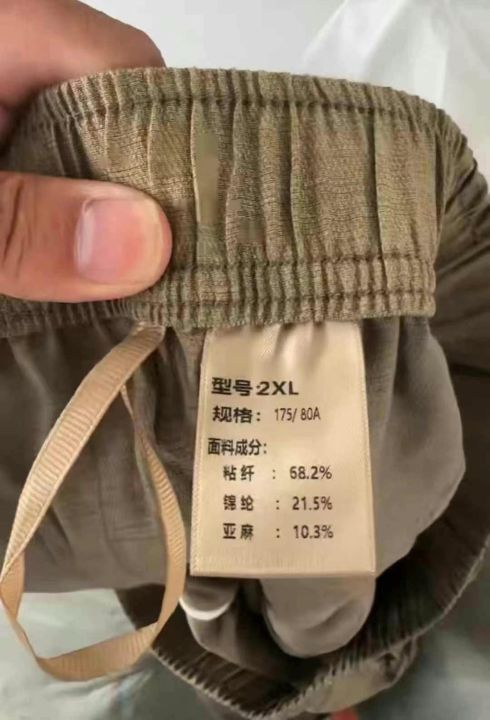 型号:2XL
规格: 175/80A
面料成分:
粘纤 : 68.2%
锦纶 : 21.5%
亚麻 : 10.3%